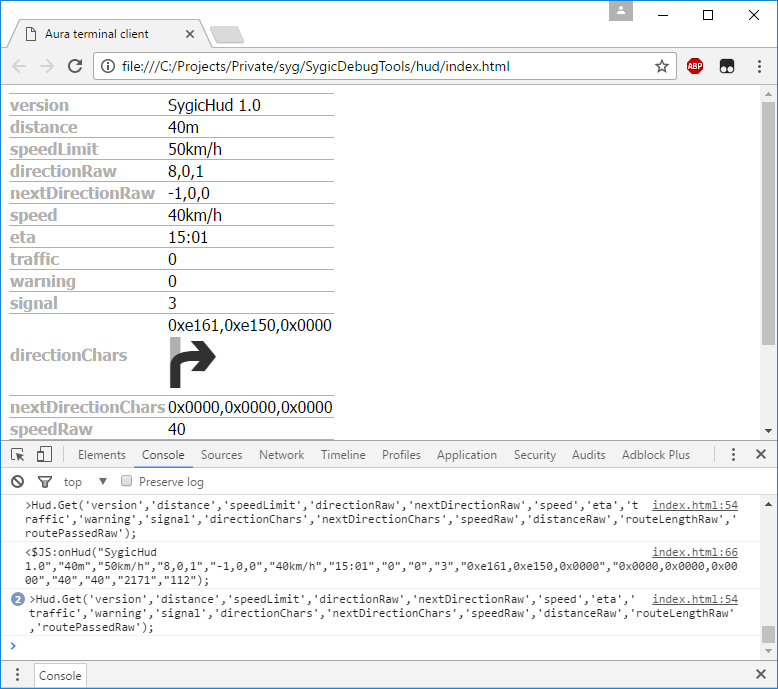 Aura terminal client
file:///C:/Projects/Private/syg/SygicDebugTools/hud/index.html
ABP
version SygicHud 1.0
distance 40m
speedLimit 50km/h
directionRaw 8,0,1
nextDirectionRaw -1,0,0
speed 40km/h
eta 15:01
traffic 0
warning 0
signal 3
0xe161,0xe150,0x0000
directionChars
nextDirectionChars 0x0000,0x0000,0x0000
speedRaw 40
Elements Console Sources Network Timeline Profiles Application Security Audits Adblock Plus
top Preserve log
>Hud.Get('version','distance','speedLimit','directionRaw','nextDirectionRaw','speed','eta','t index.html:54
raffic','warning','signal','directionChars','nextDirectionChars','speedRaw','distanceRaw','routeLengthRaw','
routePassedRaw');
<$JS:onHud("SygicHud index.html:66
1.0","40m","50km/h","8,0,1","-1,0,0","40km/h","15:01","0","0","3","0xe161,0xe150,0x0000","0x0000,0x0000,0x00
00","40","40","2171","112");
2 >Hud.Get('version','distance','speedLimit','directionRaw','nextDirectionRaw','speed','eta',' index.html:54
traffic','warning','signal','directionChars','nextDirectionChars','speedRaw','distanceRaw','routeLengthRaw'
,'routePassedRaw');
>
Console